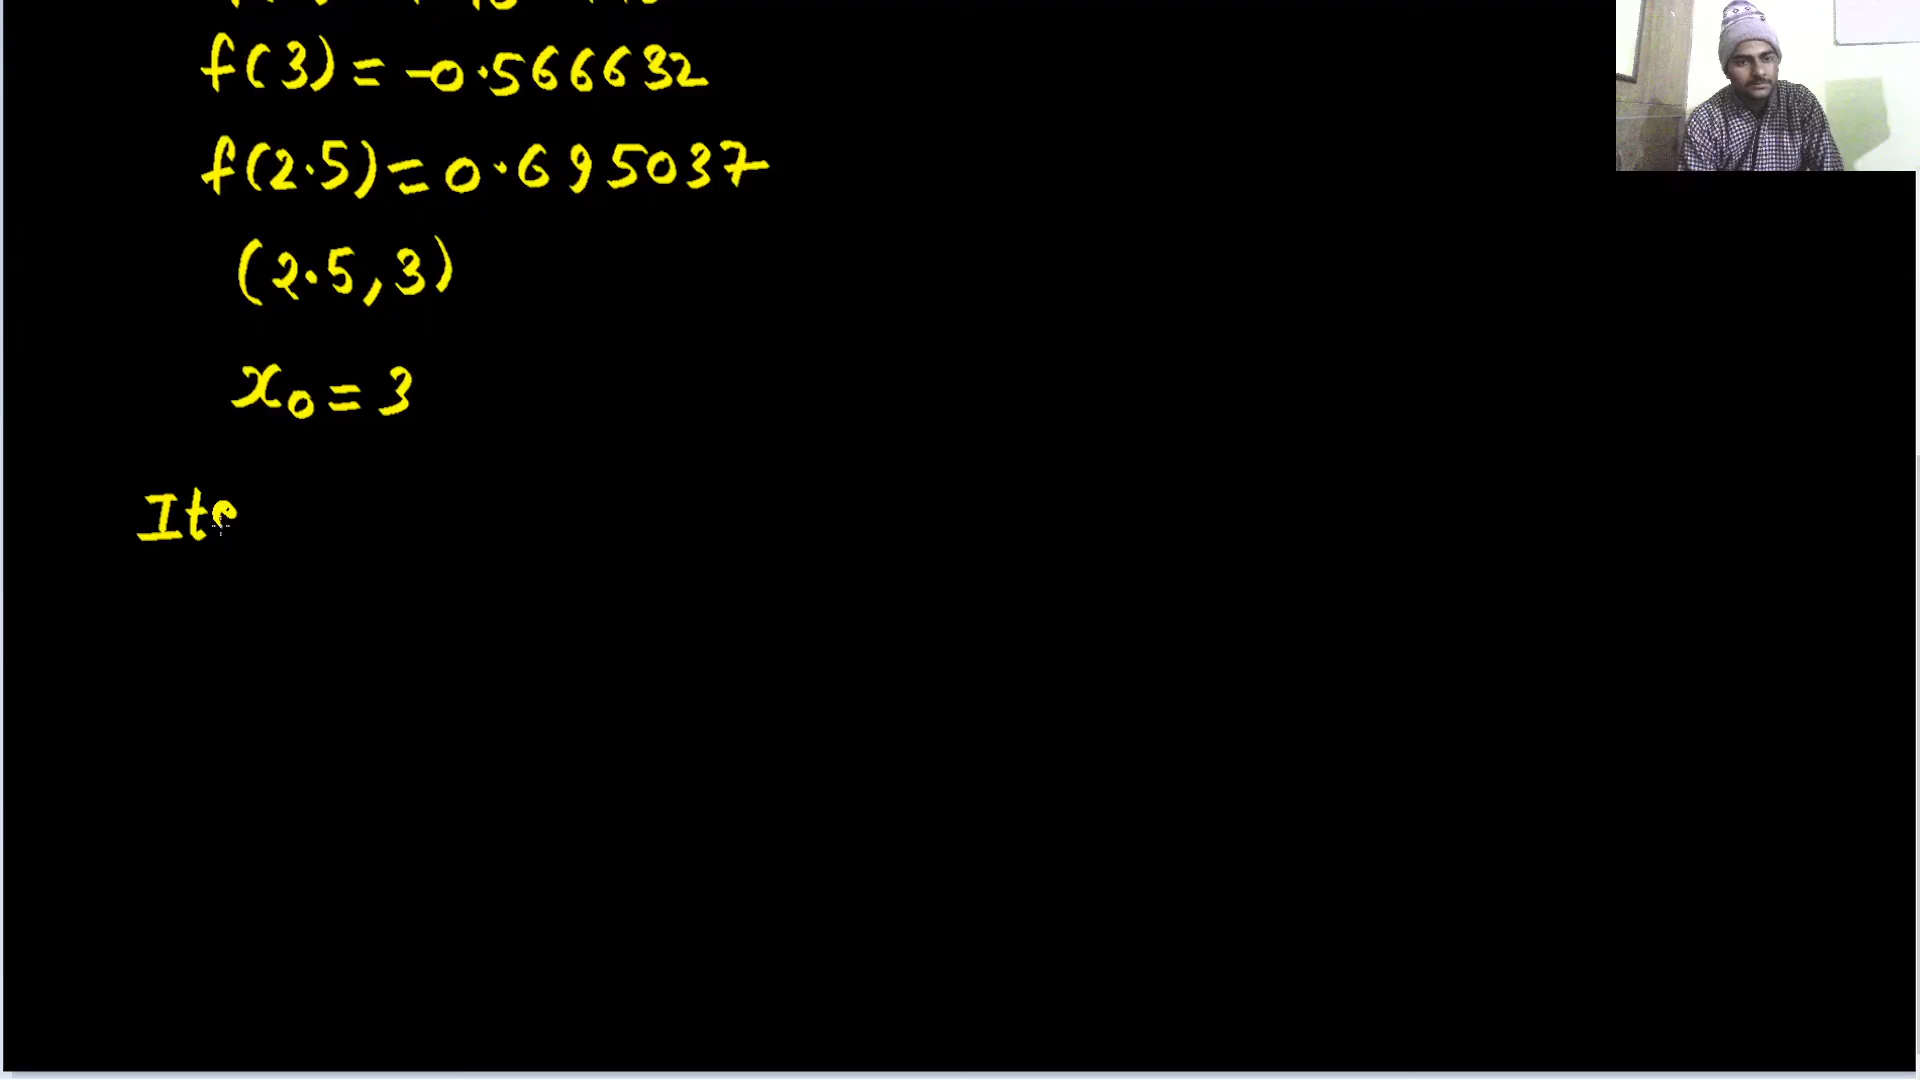 f(3) = -0.566632
f(2.5) = 0.695037
(2.5, 3)
x₀ = 3
Ite